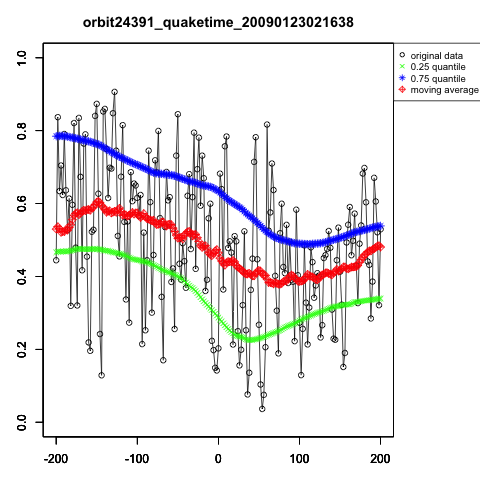 orbit24391_quaketime_20090123021638
original data
0.25 quantile
0.75 quantile
moving average
1.0
0.8
0.6
0.4
0.2
0.0
-200 -100 0 100 200